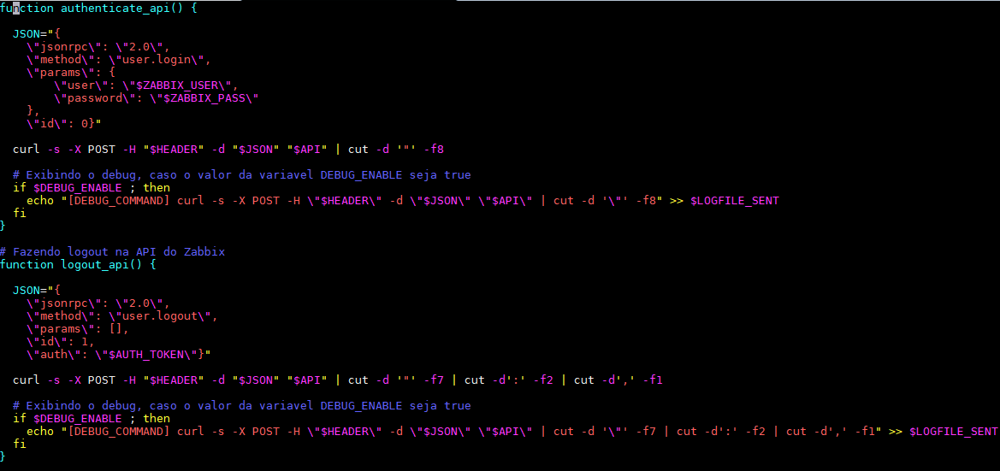 function authenticate_api() {
  JSON="{
    \"jsonrpc\": \"2.0\",
    \"method\": \"user.login\",
    \"params\": {
        \"user\": \"$ZABBIX_USER\",
        \"password\": \"$ZABBIX_PASS\"
    },
    \"id\": 0}"
  curl -s -X POST -H "$HEADER" -d "$JSON" "$API" | cut -d '"' -f8
  # Exibindo o debug, caso o valor da variavel DEBUG_ENABLE seja true
  if $DEBUG_ENABLE ; then
    echo "[DEBUG_COMMAND] curl -s -X POST -H \"$HEADER\" -d \"$JSON\" \"$API\" | cut -d '\"' -f8" >> $LOGFILE_SENT
  fi
}
# Fazendo logout na API do Zabbix
function logout_api() {
  JSON="{
    \"jsonrpc\": \"2.0\",
    \"method\": \"user.logout\",
    \"params\": [],
    \"id\": 1,
    \"auth\": \"$AUTH_TOKEN\"}"
  curl -s -X POST -H "$HEADER" -d "$JSON" "$API" | cut -d '"' -f7 | cut -d':' -f2 | cut -d',' -f1
  # Exibindo o debug, caso o valor da variavel DEBUG_ENABLE seja true
  if $DEBUG_ENABLE ; then
    echo "[DEBUG_COMMAND] curl -s -X POST -H \"$HEADER\" -d \"$JSON\" \"$API\" | cut -d '\"' -f7 | cut -d':' -f2 | cut -d',' -f1" >> $LOGFILE_SENT
  fi
}